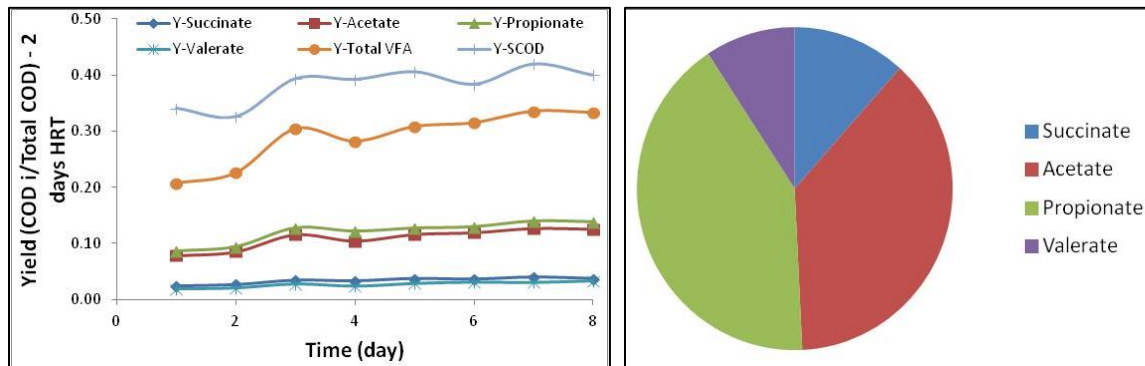 Yield (COD i/Total COD) - 2
days HRT
0.50
0.40
0.30
0.20
0.10
0.00
Y-Succinate
Y-Acetate
Y-Propionate
Y-Valerate
Y-Total VFA
Y-SCOD
0
2
4
6
8
Time (day)
Succinate
Acetate
Propionate
Valerate